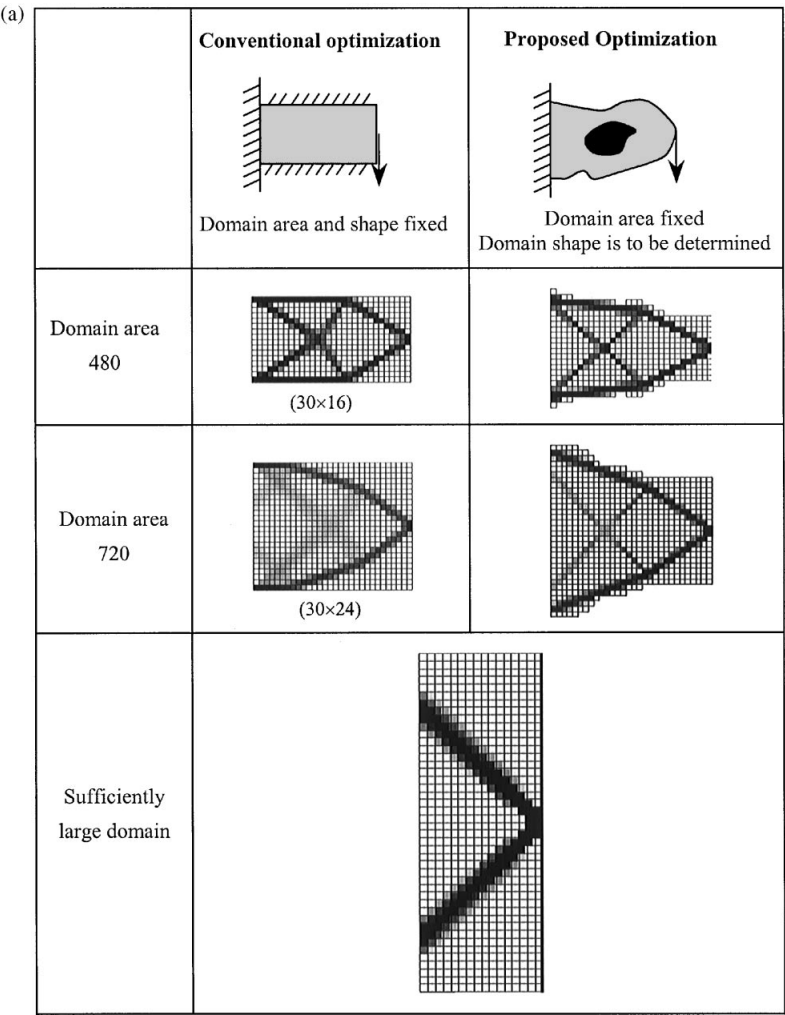 (a)
Conventional optimization
Proposed Optimization
Domain area and shape fixed
Domain area fixed
Domain shape is to be determined
Domain area
480
(30×16)
Domain area
720
(30×24)
Sufficiently
large domain